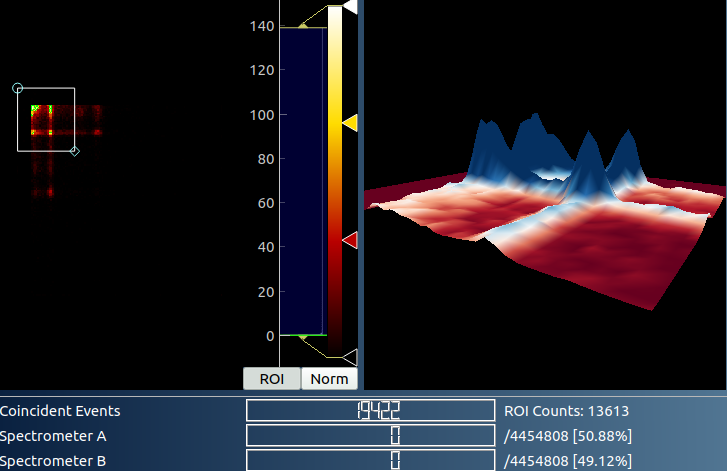 140
120
100
80
60
40
20
0
ROI Norm
Coincident Events 19422 ROI Counts: 13613
Spectrometer A 0 /4454808 [50.88%]
Spectrometer B 0 /4454808 [49.12%]